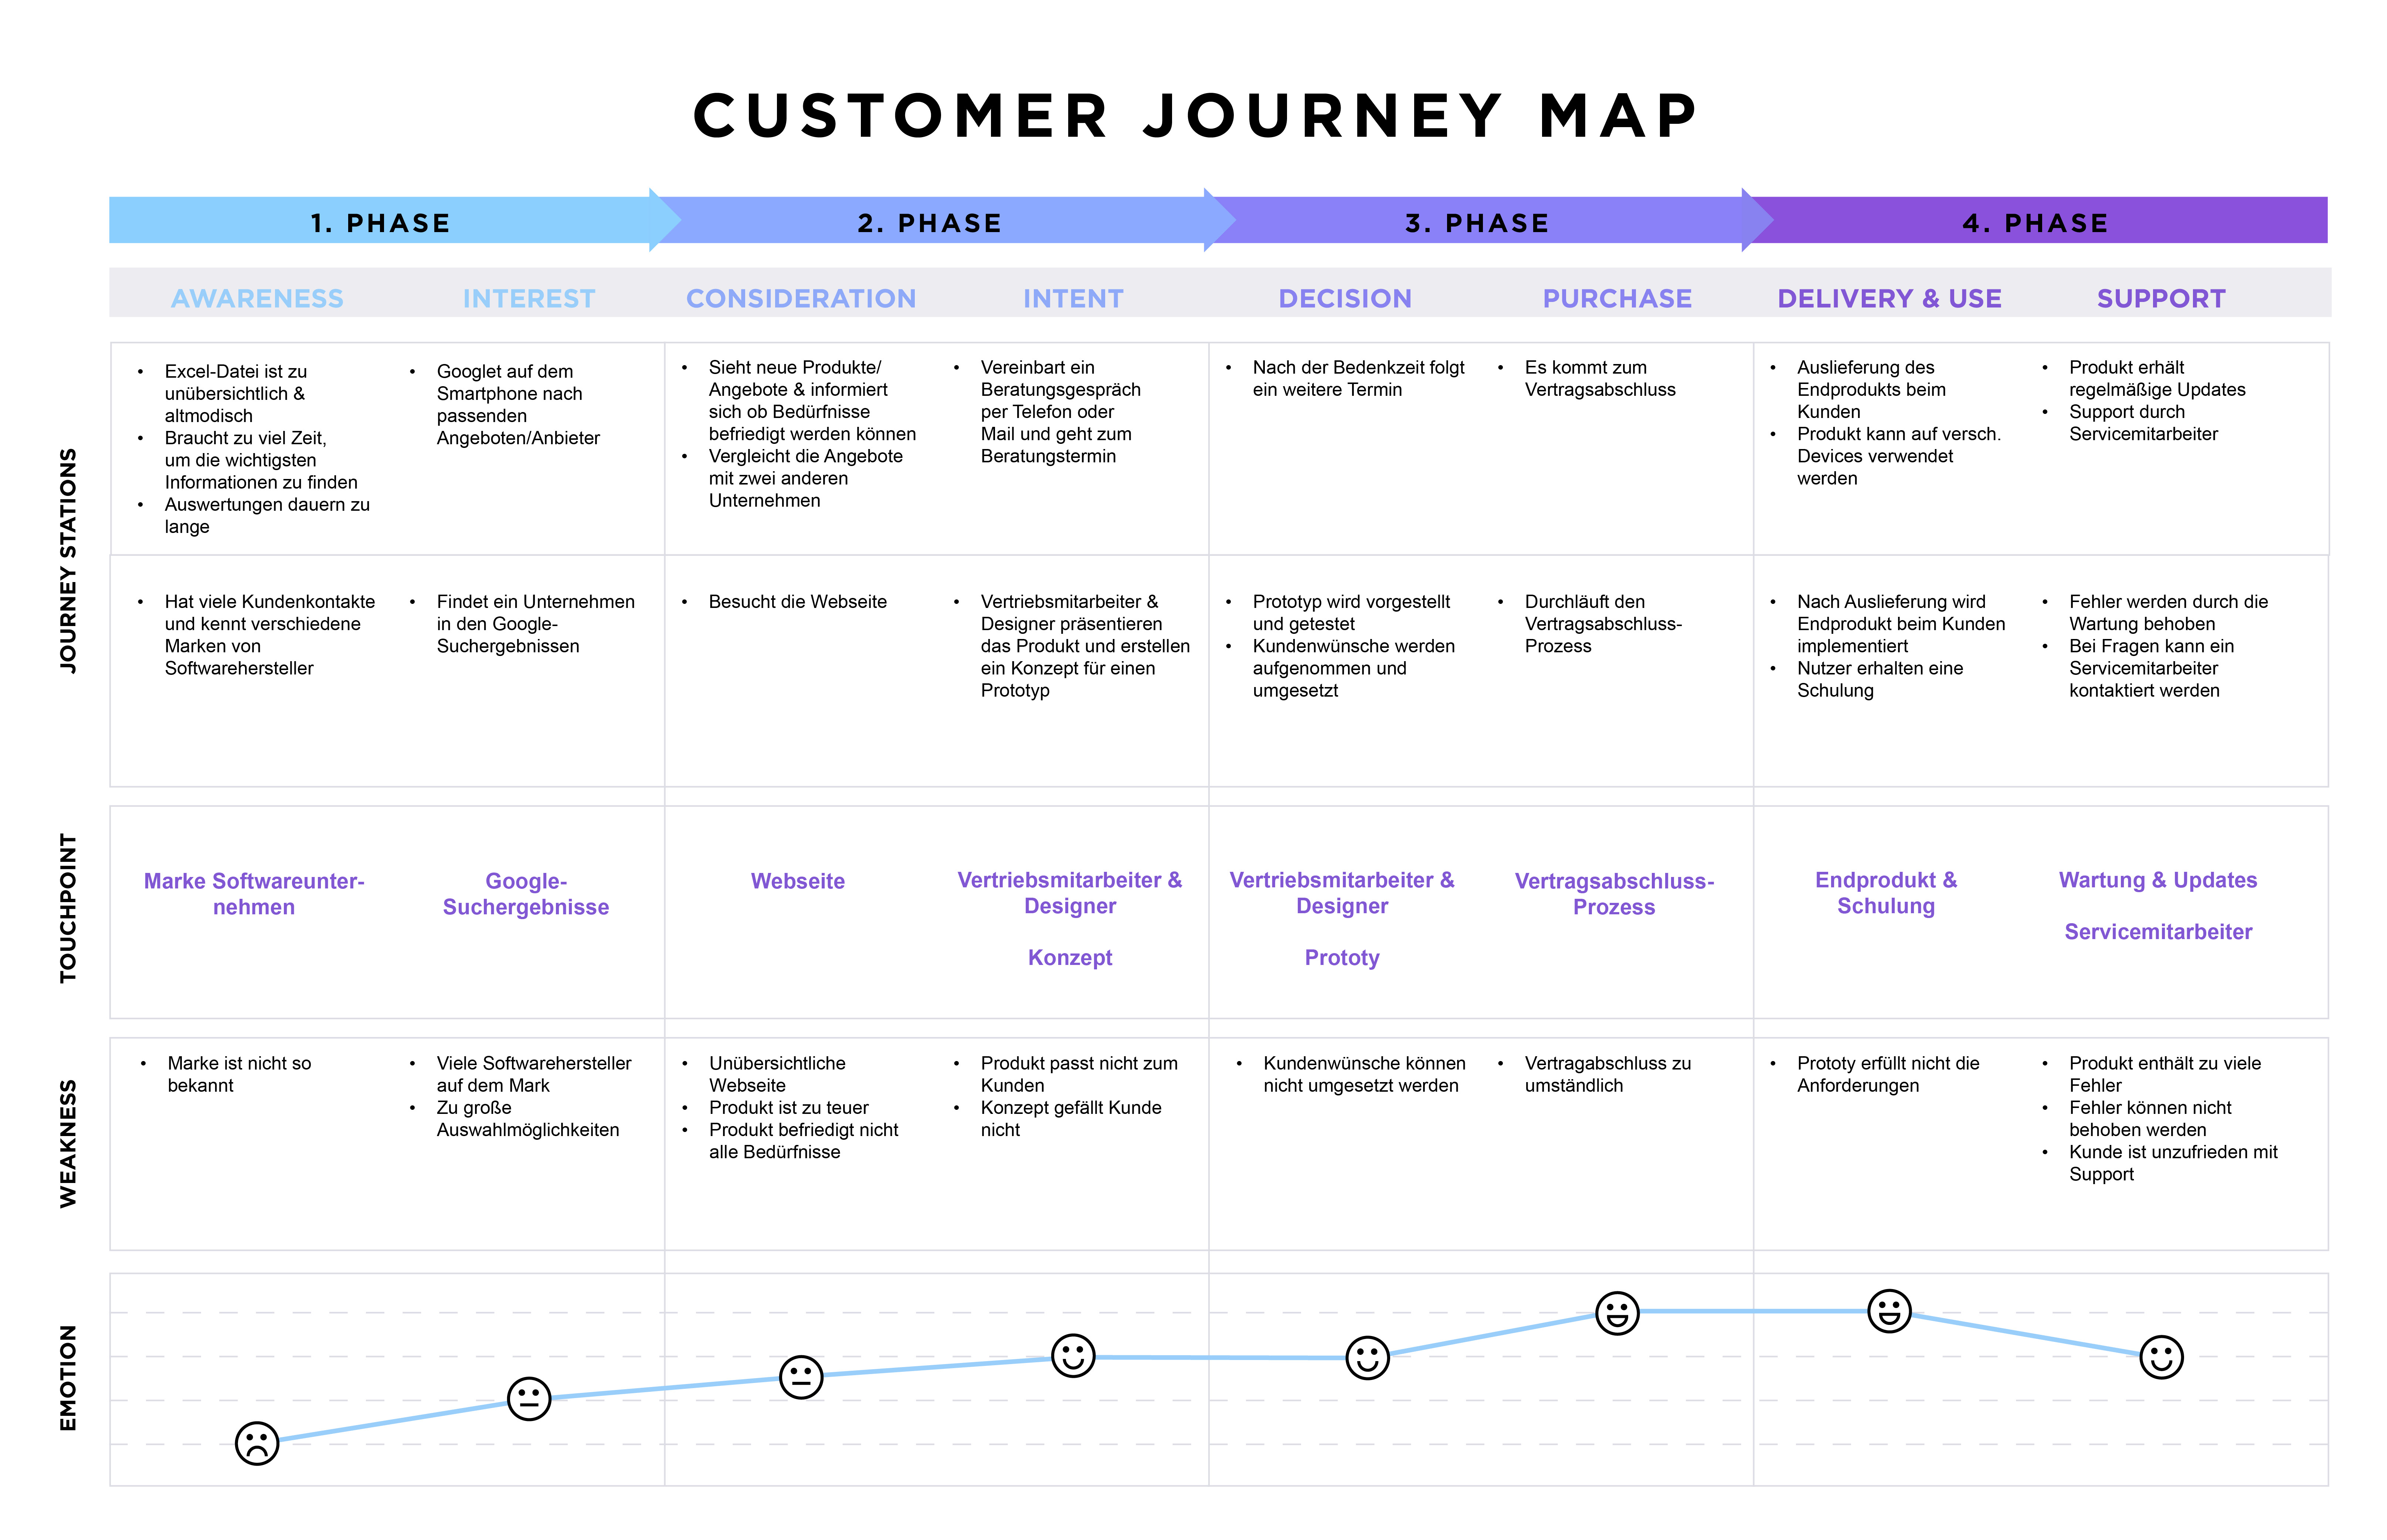 CUSTOMER JOURNEY MAP
1. PHASE
2. PHASE
3. PHASE
4. PHASE
AWARENESS
INTEREST
CONSIDERATION
INTENT
DECISION
PURCHASE
DELIVERY & USE
SUPPORT
JOURNEY STATIONS
• Excel-Datei ist zu
unübersichtlich &
altmodisch
• Braucht zu viel Zeit,
um die wichtigsten
Informationen zu finden
• Auswertungen dauern zu
lange
• Googlet auf dem
Smartphone nach
passenden
Angeboten/Anbieter
• Sieht neue Produkte/
Angebote & informiert
sich ob Bedürfnisse
befriedigt werden können
• Vergleicht die Angebote
mit zwei anderen
Unternehmen
• Vereinbart ein
Beratungsgespräch
per Telefon oder
Mail und geht zum
Beratungstermin
• Nach der Bedenkzeit folgt
ein weitere Termin
• Es kommt zum
Vertragsabschluss
• Auslieferung des
Endprodukts beim
Kunden
• Produkt kann auf versch.
Devices verwendet
werden
• Produkt erhält
regelmäßige Updates
• Support durch
Servicemitarbeiter
• Hat viele Kundenkontakte
und kennt verschiedene
Marken von
Softwarehersteller
• Findet ein Unternehmen
in den Google-
Suchergebnissen
• Besucht die Webseite
• Vertriebsmitarbeiter &
Designer präsentieren
das Produkt und erstellen
ein Konzept für einen
Prototyp
• Prototyp wird vorgestellt
und getestet
• Kundenwünsche werden
aufgenommen und
umgesetzt
• Durchläuft den
Vertragsabschluss-
Prozess
• Nach Auslieferung wird
Endprodukt beim Kunden
implementiert
• Nutzer erhalten eine
Schulung
• Fehler werden durch die
Wartung behoben
• Bei Fragen kann ein
Servicemitarbeiter
kontaktiert werden
TOUCHPOINT
Marke Softwareunter-
nehmen
Google-
Suchergebnisse
Webseite
Vertriebsmitarbeiter &
Designer
Konzept
Vertriebsmitarbeiter &
Designer
Prototy
Vertragsabschluss-
Prozess
Endprodukt &
Schulung
Wartung & Updates
Servicemitarbeiter
WEAKNESS
• Marke ist nicht so
bekannt
• Viele Softwarehersteller
auf dem Mark
• Zu große
Auswahlmöglichkeiten
• Unübersichtliche
Webseite
• Produkt ist zu teuer
• Produkt befriedigt nicht
alle Bedürfnisse
• Produkt passt nicht zum
Kunden
• Konzept gefällt Kunde
nicht
• Kundenwünsche können
nicht umgesetzt werden
• Vertragabschluss zu
umständlich
• Prototy erfüllt nicht die
Anforderungen
• Produkt enthält zu viele
Fehler
• Fehler können nicht
behoben werden
• Kunde ist unzufrieden mit
Support
EMOTION